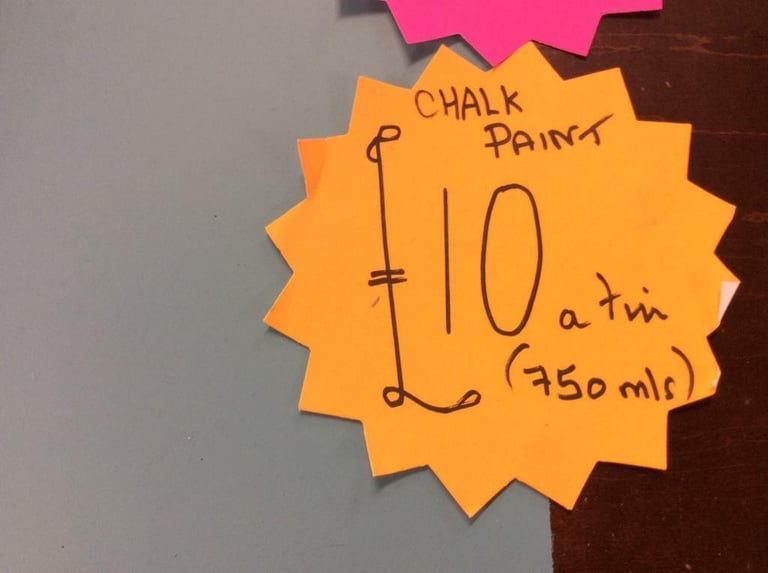 CHALK
PAINT
£10 a tin
(750 mls)